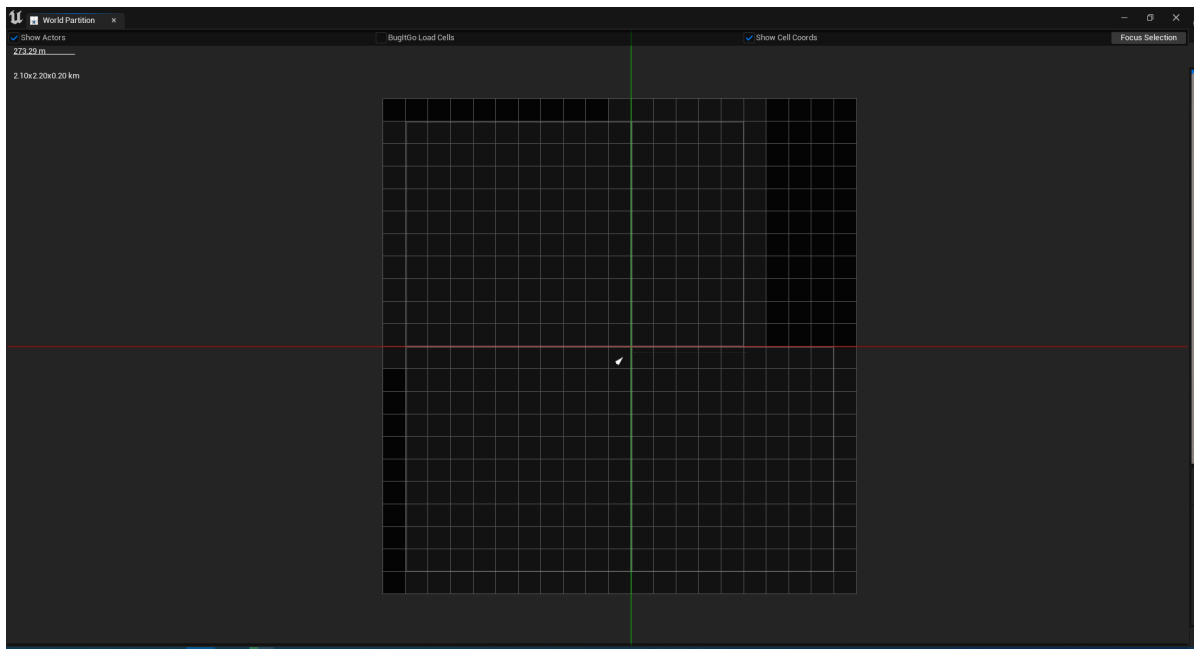 World Partition
Show Actors
BugItGo Load Cells
Show Cell Coords
Focus Selection
273.29 m
2.10x2.20x0.20 km